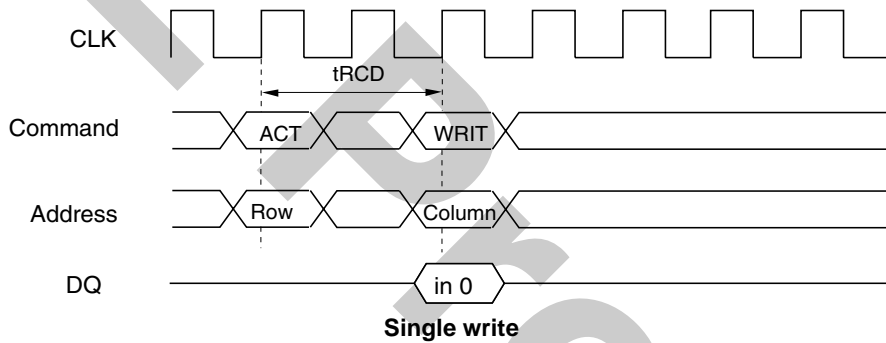 CLK
tRCD
Command ACT WRIT
Address Row Column
DQ in 0
Single write